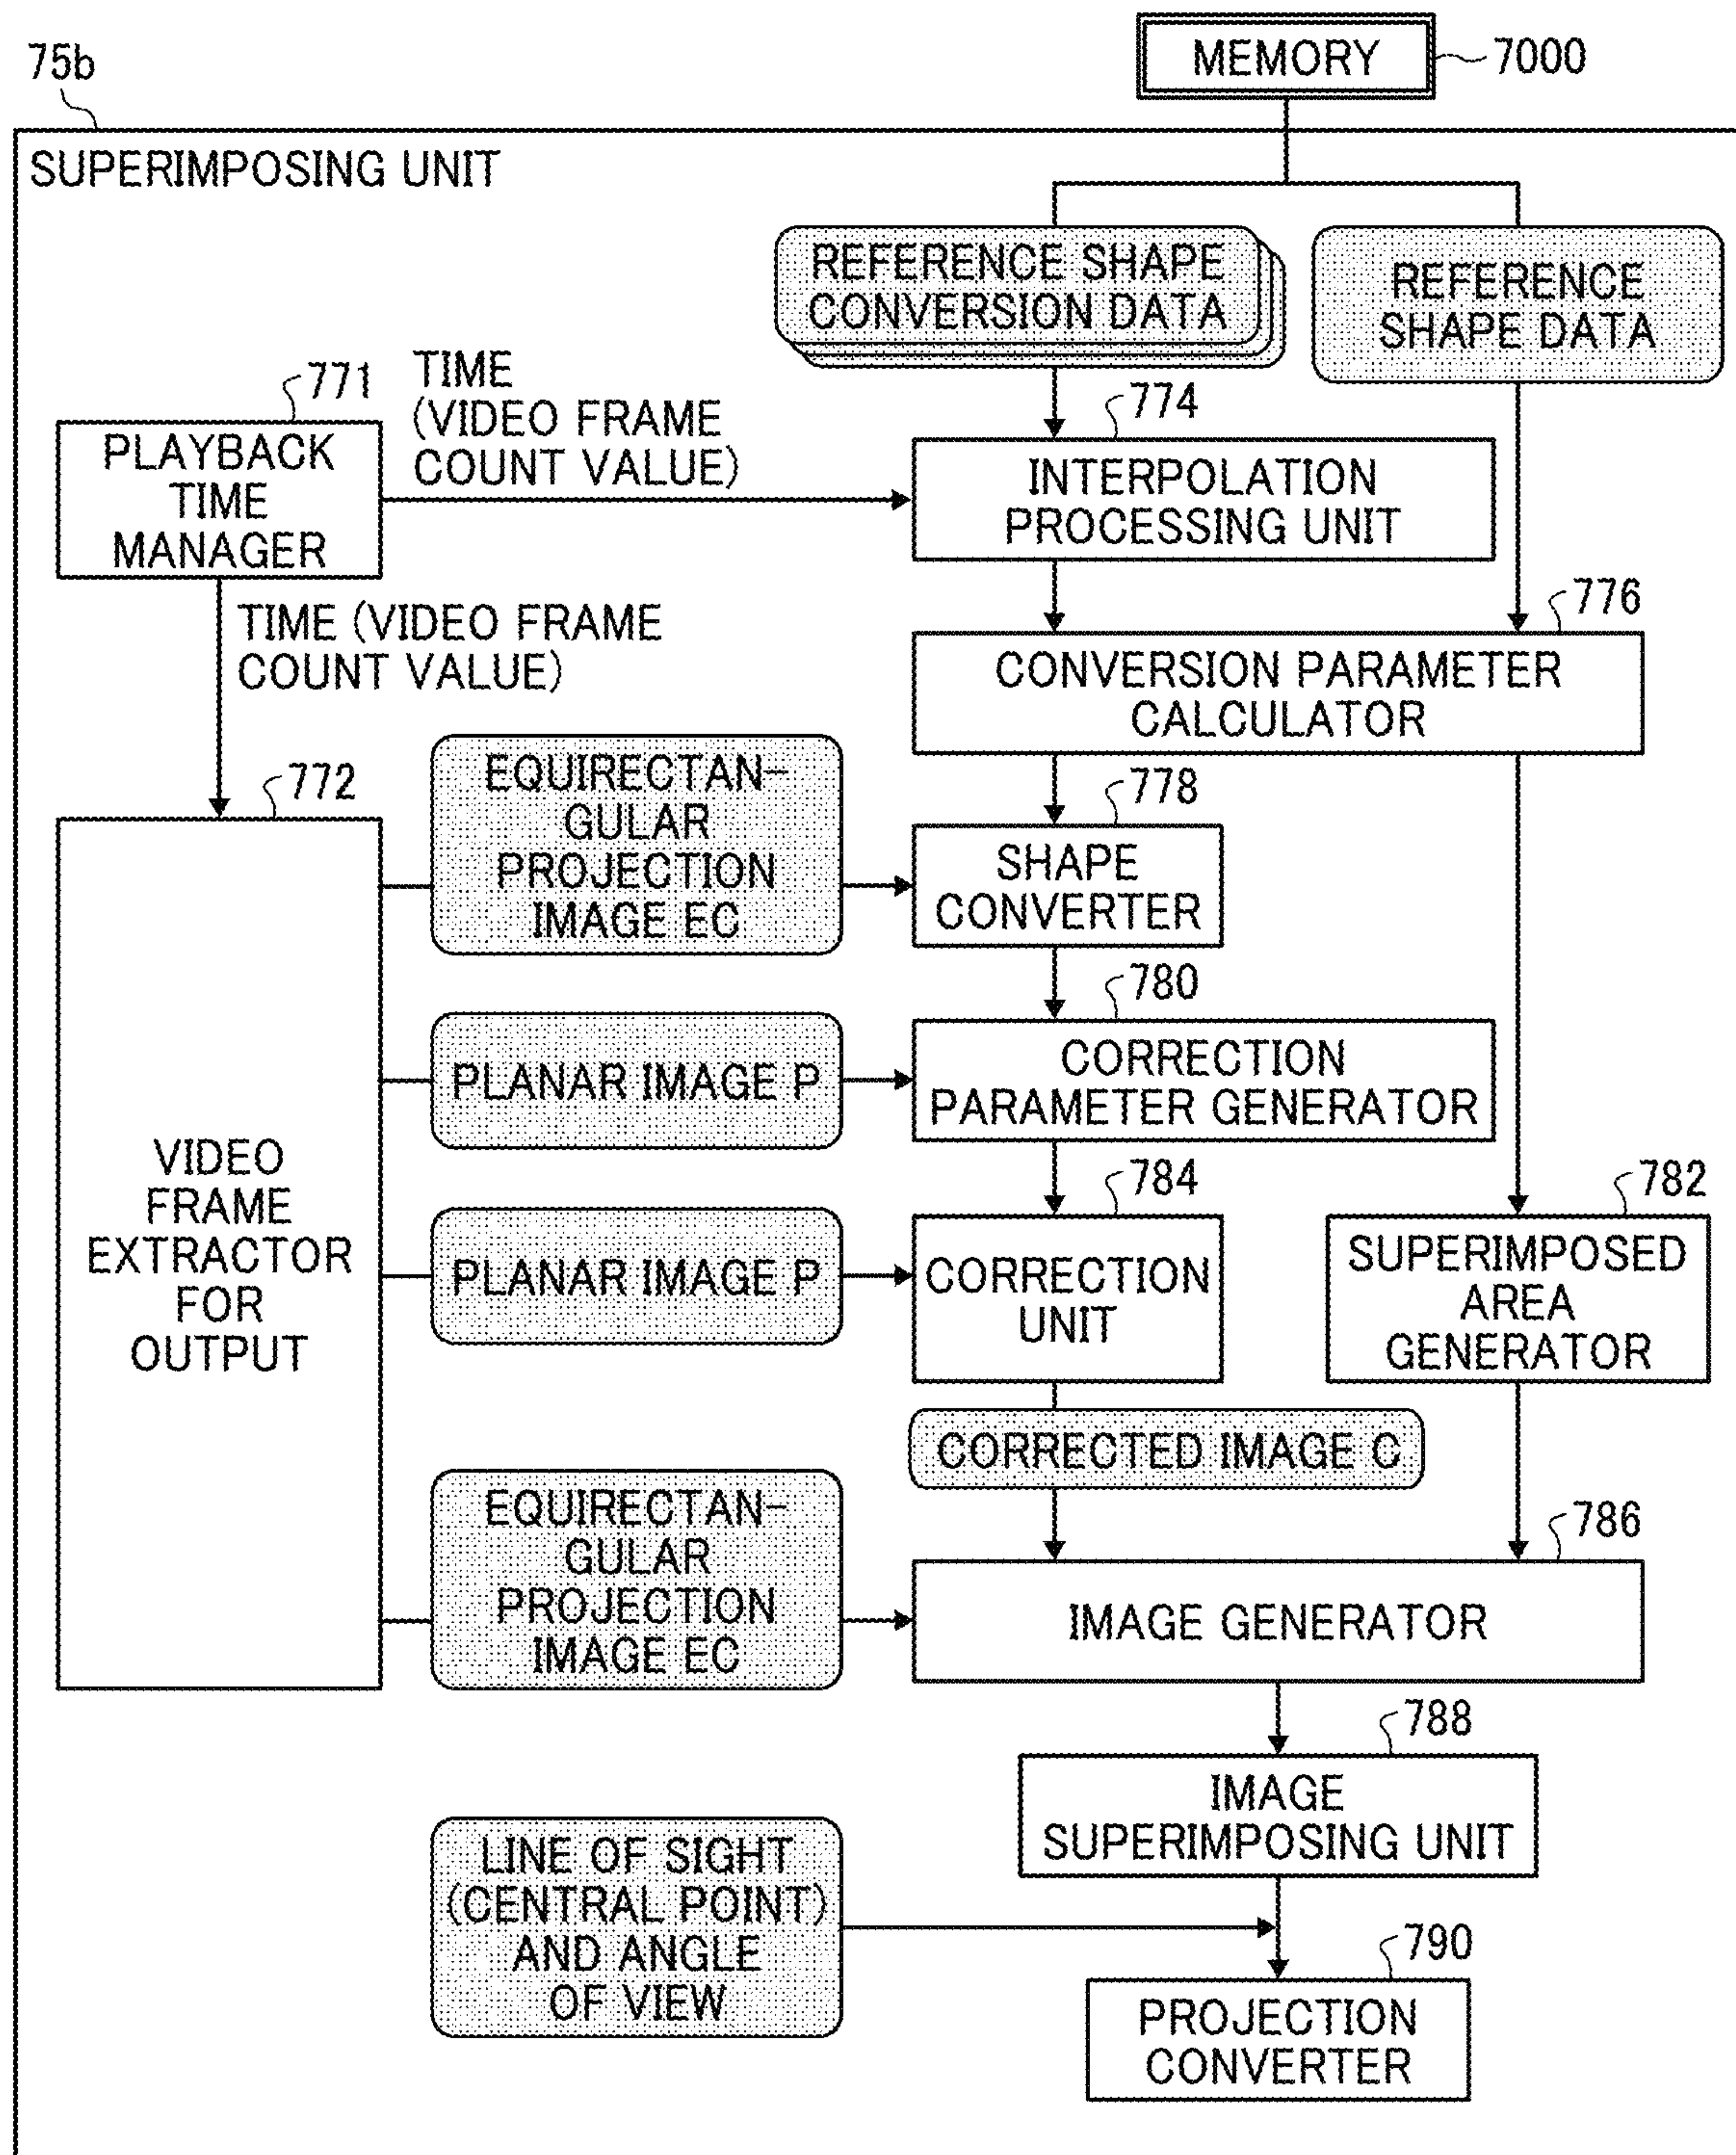 75b
MEMORY
7000
SUPERIMPOSING UNIT
REFERENCE SHAPE
CONVERSION DATA
REFERENCE
SHAPE DATA
771
TIME
(VIDEO FRAME
COUNT VALUE)
774
PLAYBACK
TIME
MANAGER
INTERPOLATION
PROCESSING UNIT
TIME (VIDEO FRAME
COUNT VALUE)
776
CONVERSION PARAMETER
CALCULATOR
772
EQUIRECTAN-
GULAR
PROJECTION
IMAGE EC
778
SHAPE
CONVERTER
780
PLANAR IMAGE P
CORRECTION
PARAMETER GENERATOR
VIDEO
FRAME
EXTRACTOR
FOR
OUTPUT
784
782
PLANAR IMAGE P
CORRECTION
UNIT
SUPERIMPOSED
AREA
GENERATOR
CORRECTED IMAGE C
EQUIRECTAN-
GULAR
PROJECTION
IMAGE EC
786
IMAGE GENERATOR
788
IMAGE
SUPERIMPOSING UNIT
LINE OF SIGHT
(CENTRAL POINT)
AND ANGLE
OF VIEW
790
PROJECTION
CONVERTER